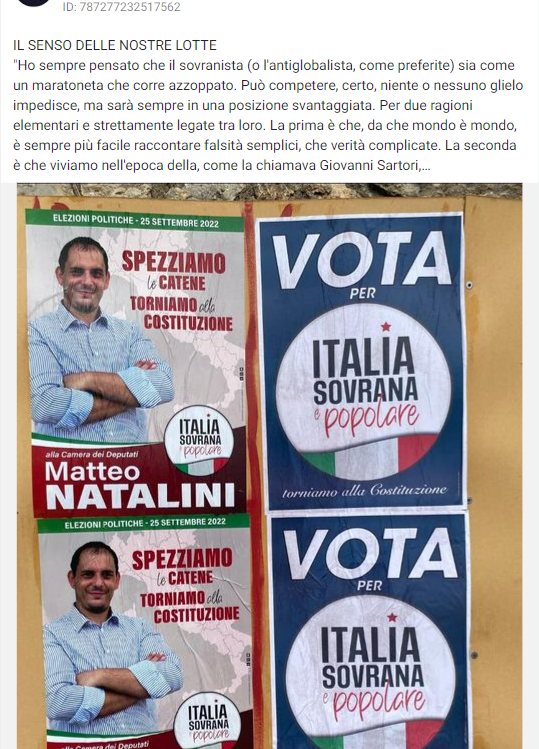 ID: 787277232517562
IL SENSO DELLE NOSTRE LOTTE
"Ho sempre pensato che il sovranista (o l'antiglobalista, come preferite) sia come
un maratoneta che corre azzoppato. Può competere, certo, niente o nessuno glielo
impedisce, ma sarà sempre in una posizione svantaggiata. Per due ragioni
elementari e strettamente legate tra loro. La prima è che, da che mondo è mondo,
è sempre più facile raccontare falsità semplici, che verità complicate. La seconda
è che viviamo nell'epoca della, come la chiamava Giovanni Sartori,...
ELEZIONI POLITICHE - 25 SETTEMBRE 2022
SPEZZIAMO
le CATENE
TORNIAMO alla
COSTITUZIONE
ITALIA
SOVRANA
e popolare
alla Camera dei Deputati
Matteo
NATALINI
VOTA
PER
ITALIA
SOVRANA
e popolare
torniamo alla Costituzione
ELEZIONI POLITICHE - 25 SETTEMBRE 2022
SPEZZIAMO
le CATENE
TORNIAMO alla
COSTITUZIONE
ITALIA
SOVRANA
e popolare
alla Camera dei Deputati
VOTA
PER
ITALIA
SOVRANA
e popolare